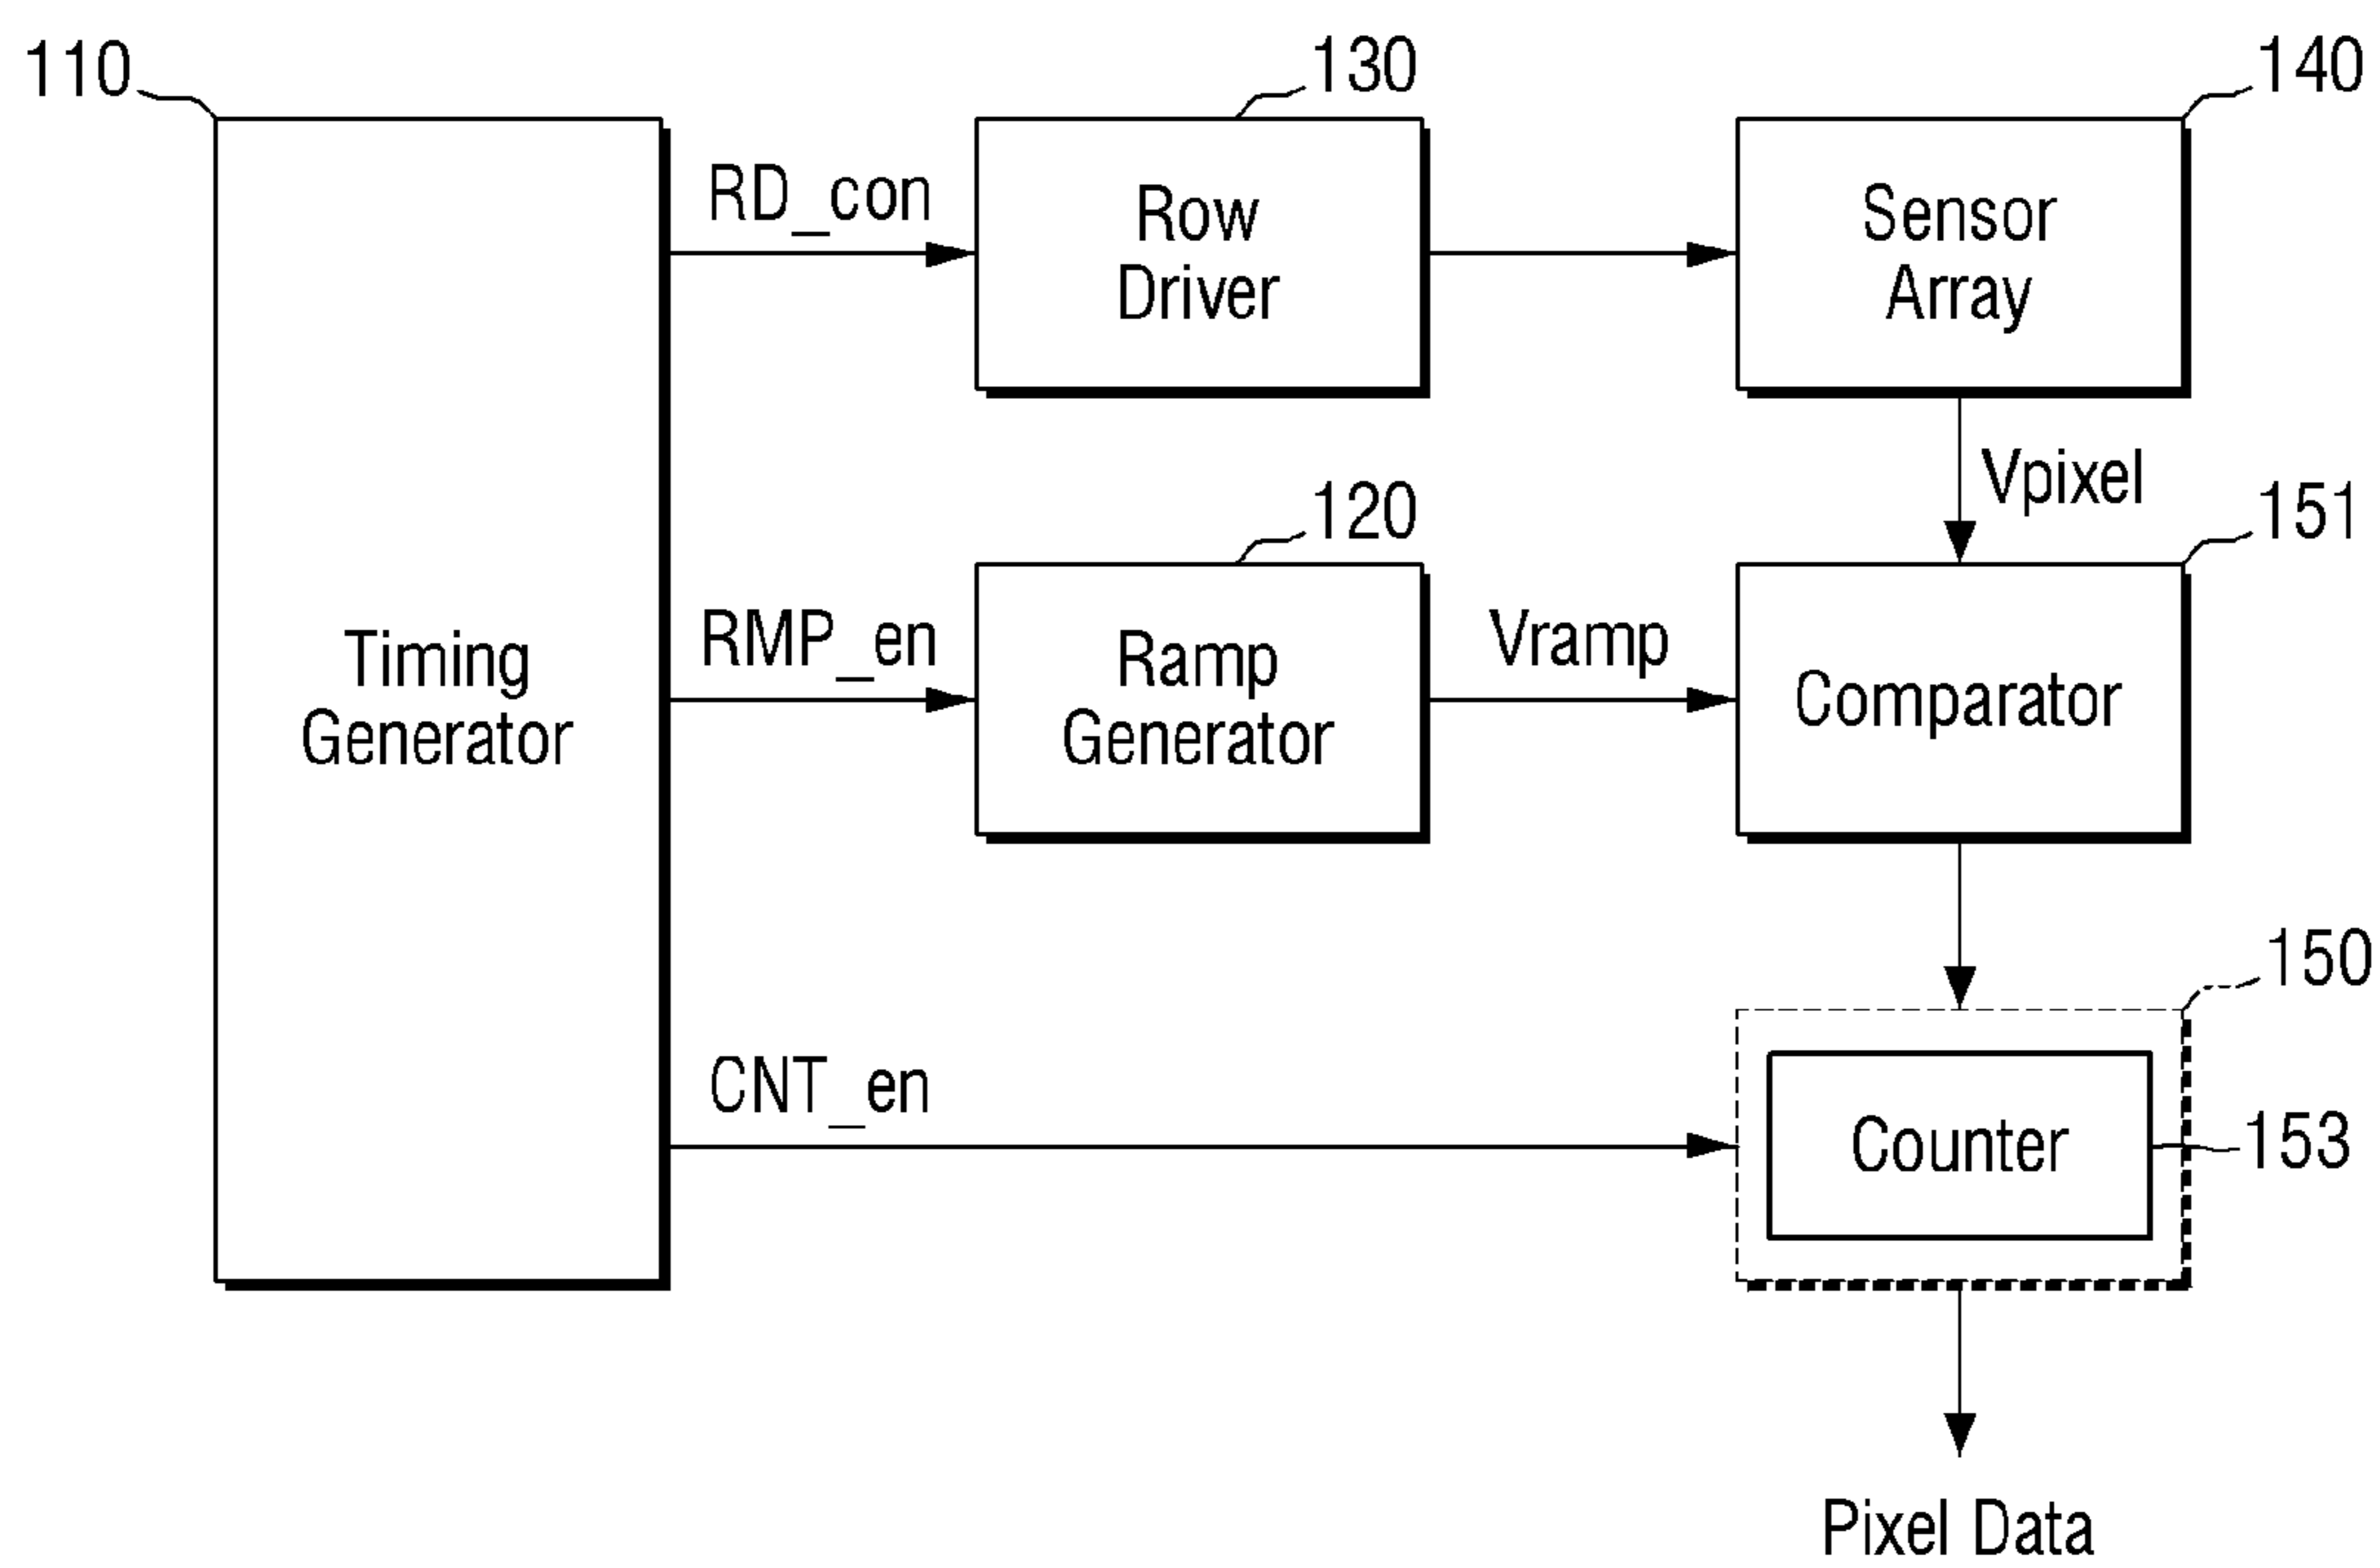 110
130
140
RD_con
Row
Driver
Sensor
Array
Vpixel
120
151
Timing
Generator
RMP_en
Ramp
Generator
Vramp
Comparator
150
CNT_en
Counter
153
Pixel Data